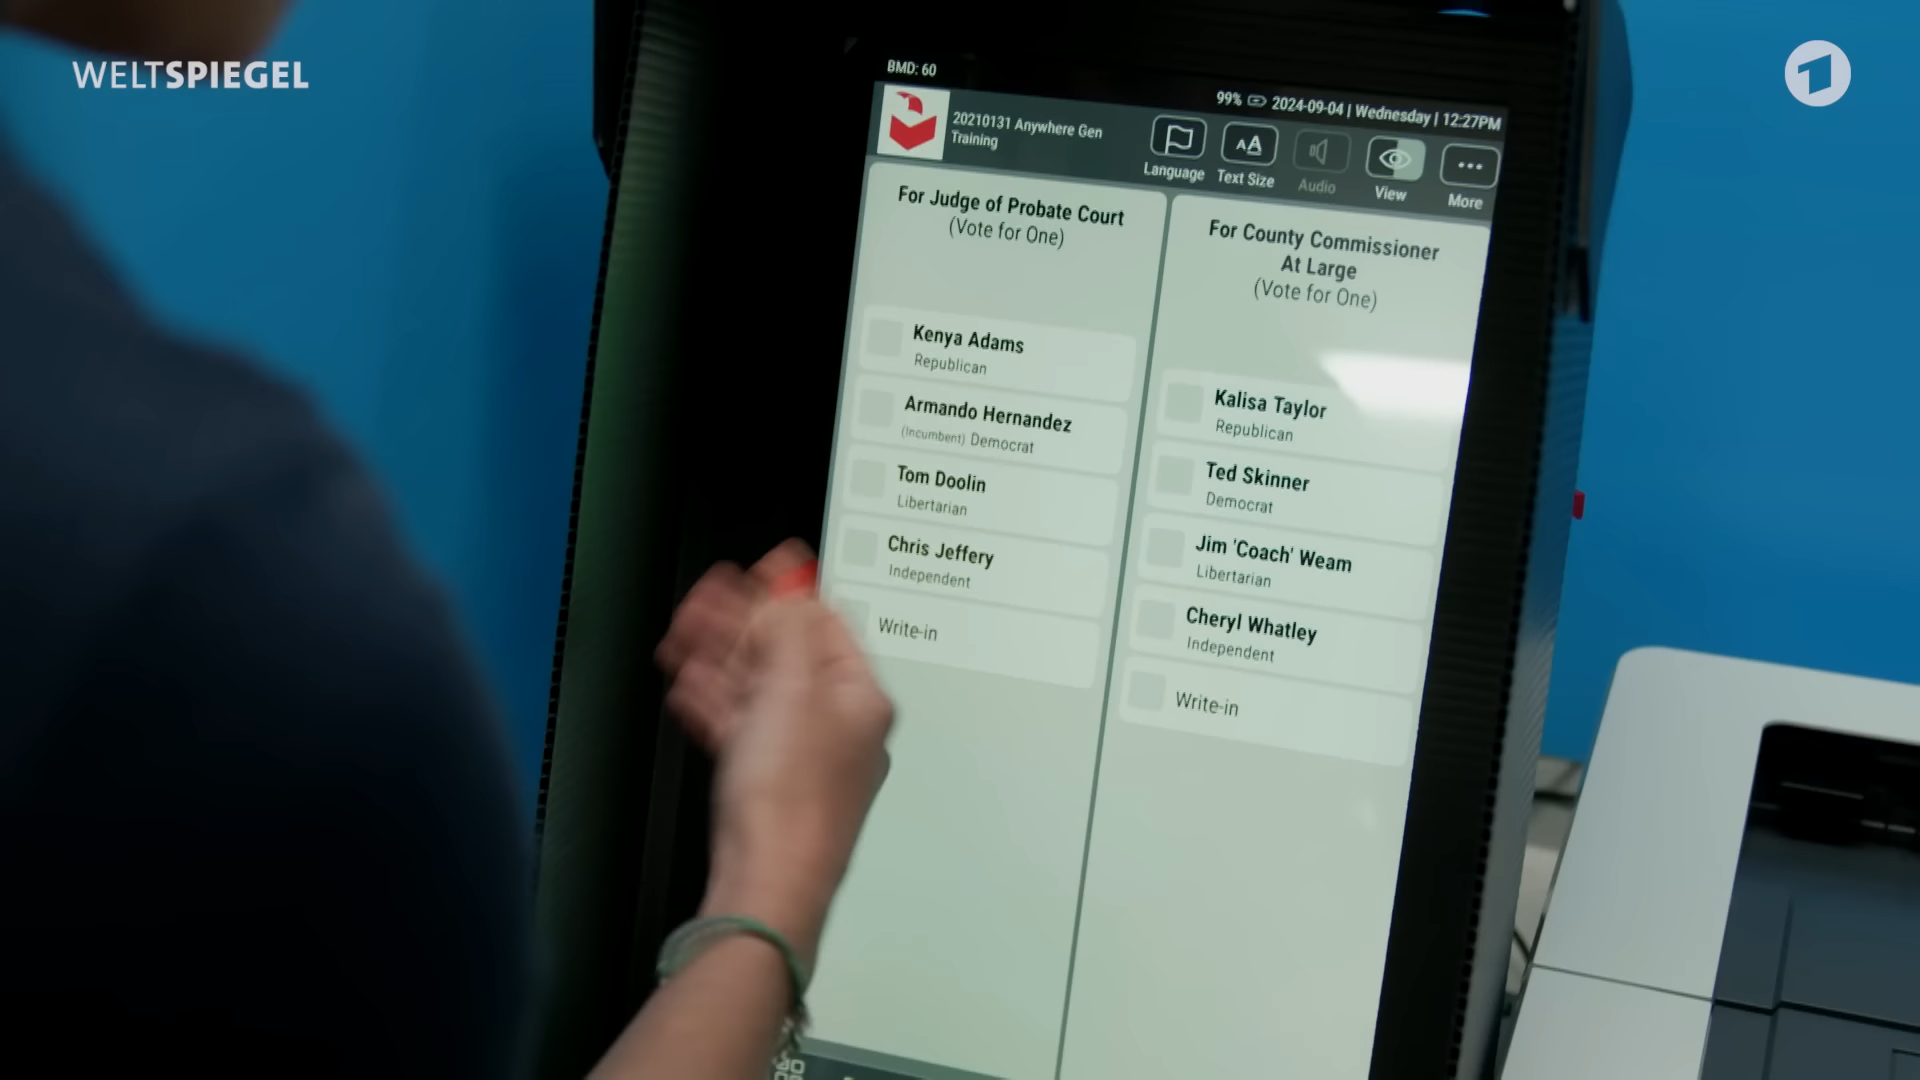 WELTSPIEGEL
BMD: 60
99% 2024-09-04 | Wednesday | 12:27PM
20210131 Anywhere Gen
Training
Language
Text Size
Audio
View
More
For Judge of Probate Court
(Vote for One)
Kenya Adams
Republican
Armando Hernandez
(Incumbent) Democrat
Tom Doolin
Libertarian
Chris Jeffery
Independent
Write-in
For County Commissioner
At Large
(Vote for One)
Kalisa Taylor
Republican
Ted Skinner
Democrat
Jim 'Coach' Weam
Libertarian
Cheryl Whatley
Independent
Write-in